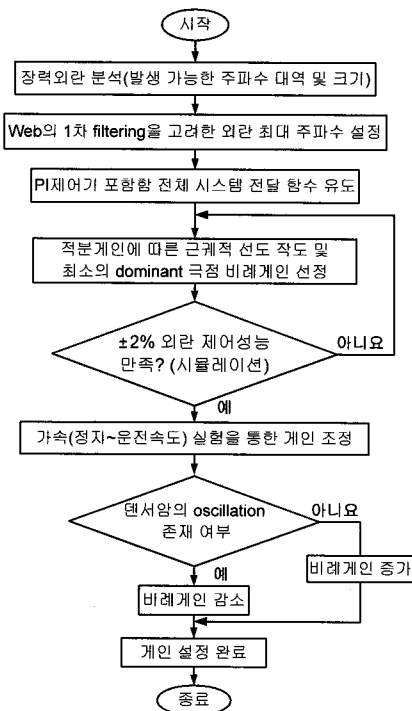 시작
장력외란 분석(발생 가능한 주파수 대역 및 크기)
Web의 1차 filtering을 고려한 외란 최대 주파수 설정
PI제어기 포함함 전체 시스템 전달 함수 유도
적분게인에 따른 근궤적 선도 작도 및
최소의 dominant 극점 비례게인 선정
±2% 외란 제어성능
만족? (시뮬레이션)
아니요
예
가속(정자~운전속도) 실험을 통한 게인 조정
덴서암의 oscillation
존재 여부
아니요
예
비례게인 증가
비례게인 감소
게인 설정 완료
종료